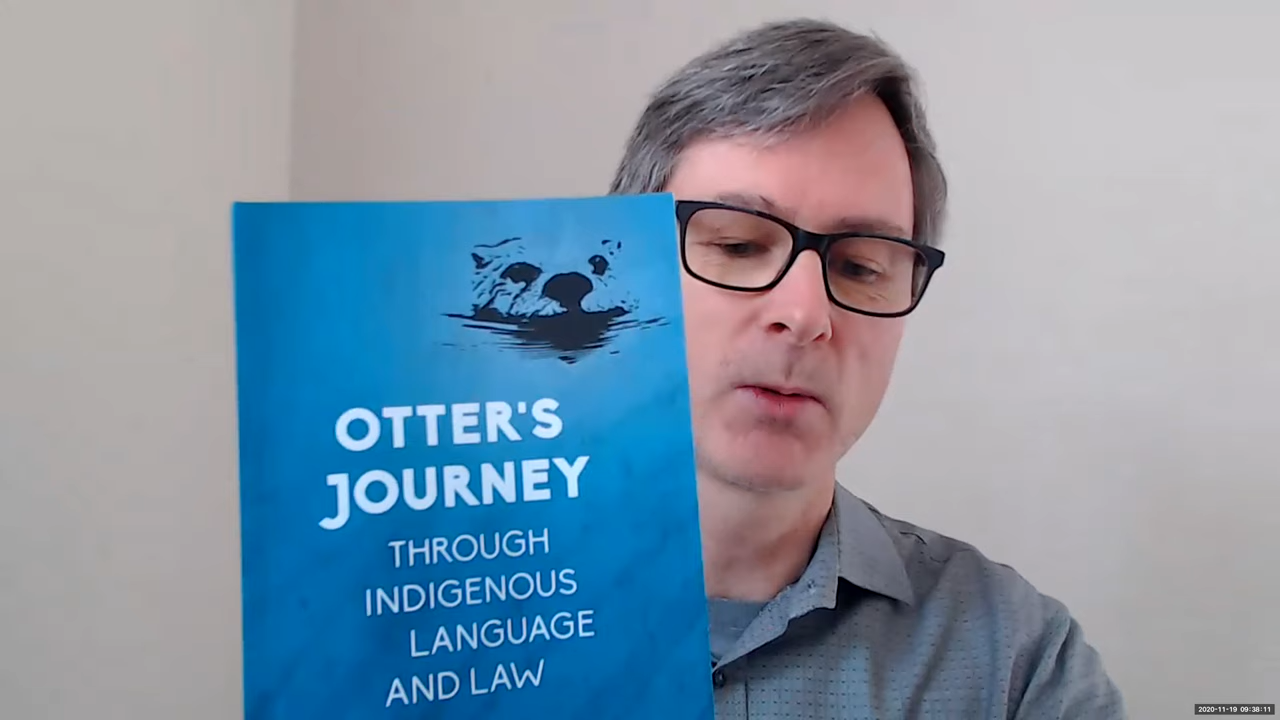 OTTER'S
JOURNEY
THROUGH
INDIGENOUS
LANGUAGE
AND LAW
2020-11-19 09:38:11